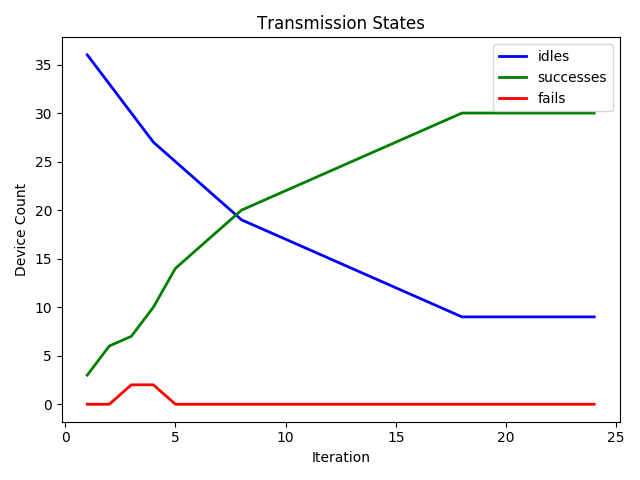 Transmission States
idles
successes
fails
Device Count
35
30
25
20
15
10
5
0
0 5 10 15 20 25
Iteration